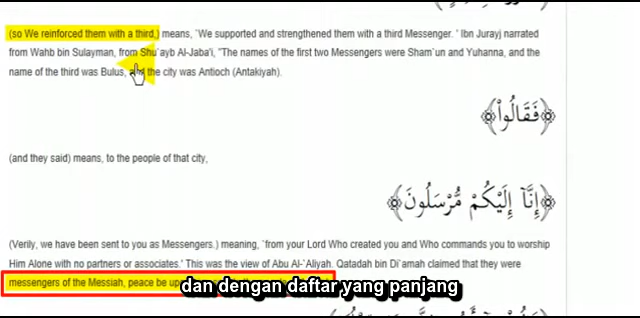 (so We reinforced them with a third,) means, `We supported and strengthened them with a third Messenger. ' Ibn Jurayj narrated
from Wahb bin Sulayman, from Shu`ayb Al-Jaba'i, "The names of the first two Messengers were Sham`un and Yuhanna, and the
name of the third was Bulus, and the city was Antioch (Antakiyah).
﴿فَقَالُواْ﴾
(and they said) means, to the people of that city,
﴿إِنَّآ إِلَيْكُمْ مُّرْسَلُونَ﴾
(Verily, we have been sent to you as Messengers.) meaning, `from your Lord Who created you and Who commands you to worship
Him Alone with no partners or associates.' This was the view of Abu Al-`Aliyah. Qatadah bin Di`amah claimed that they were
messengers of the Messiah, peace be
dan dengan daftar yang panjang